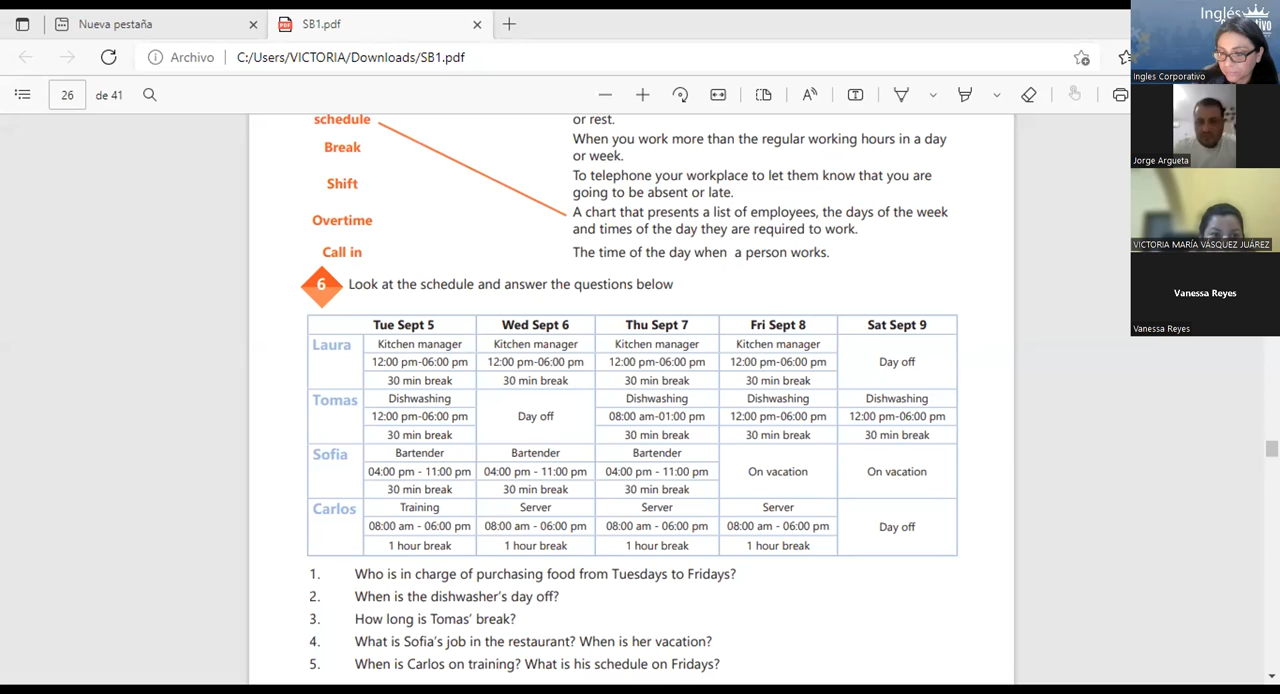 Nueva pestaña
SB1.pdf
Archivo
C:/Users/VICTORIA/Downloads/SB1.pdf
26
de 41
Inglés
Ingles Corporativo
Jorge Argueta
VICTORIA MARÍA VÁSQUEZ JUÁREZ
Vanessa Reyes
Vanessa Reyes
schedule
or rest.
Break
When you work more than the regular working hours in a day
or week.
Shift
To telephone your workplace to let them know that you are
going to be absent or late.
Overtime
A chart that presents a list of employees, the days of the week
and times of the day they are required to work.
Call in
The time of the day when a person works.
6 Look at the schedule and answer the questions below
Tue Sept 5 Wed Sept 6 Thu Sept 7 Fri Sept 8 Sat Sept 9
Laura Kitchen manager Kitchen manager Kitchen manager Kitchen manager
12:00 pm-06:00 pm 12:00 pm-06:00 pm 12:00 pm-06:00 pm 12:00 pm-06:00 pm Day off
30 min break 30 min break 30 min break 30 min break
Tomas Dishwashing Dishwashing Dishwashing Dishwashing
12:00 pm-06:00 pm Day off 08:00 am-01:00 pm 12:00 pm-06:00 pm 12:00 pm-06:00 pm
30 min break 30 min break 30 min break 30 min break
Sofia Bartender Bartender Bartender
04:00 pm - 11:00 pm 04:00 pm - 11:00 pm 04:00 pm - 11:00 pm On vacation On vacation
30 min break 30 min break 30 min break
Carlos Training Server Server Server
08:00 am - 06:00 pm 08:00 am - 06:00 pm 08:00 am - 06:00 pm 08:00 am - 06:00 pm Day off
1 hour break 1 hour break 1 hour break 1 hour break
1. Who is in charge of purchasing food from Tuesdays to Fridays?
2. When is the dishwasher's day off?
3. How long is Tomas' break?
4. What is Sofia's job in the restaurant? When is her vacation?
5. When is Carlos on training? What is his schedule on Fridays?